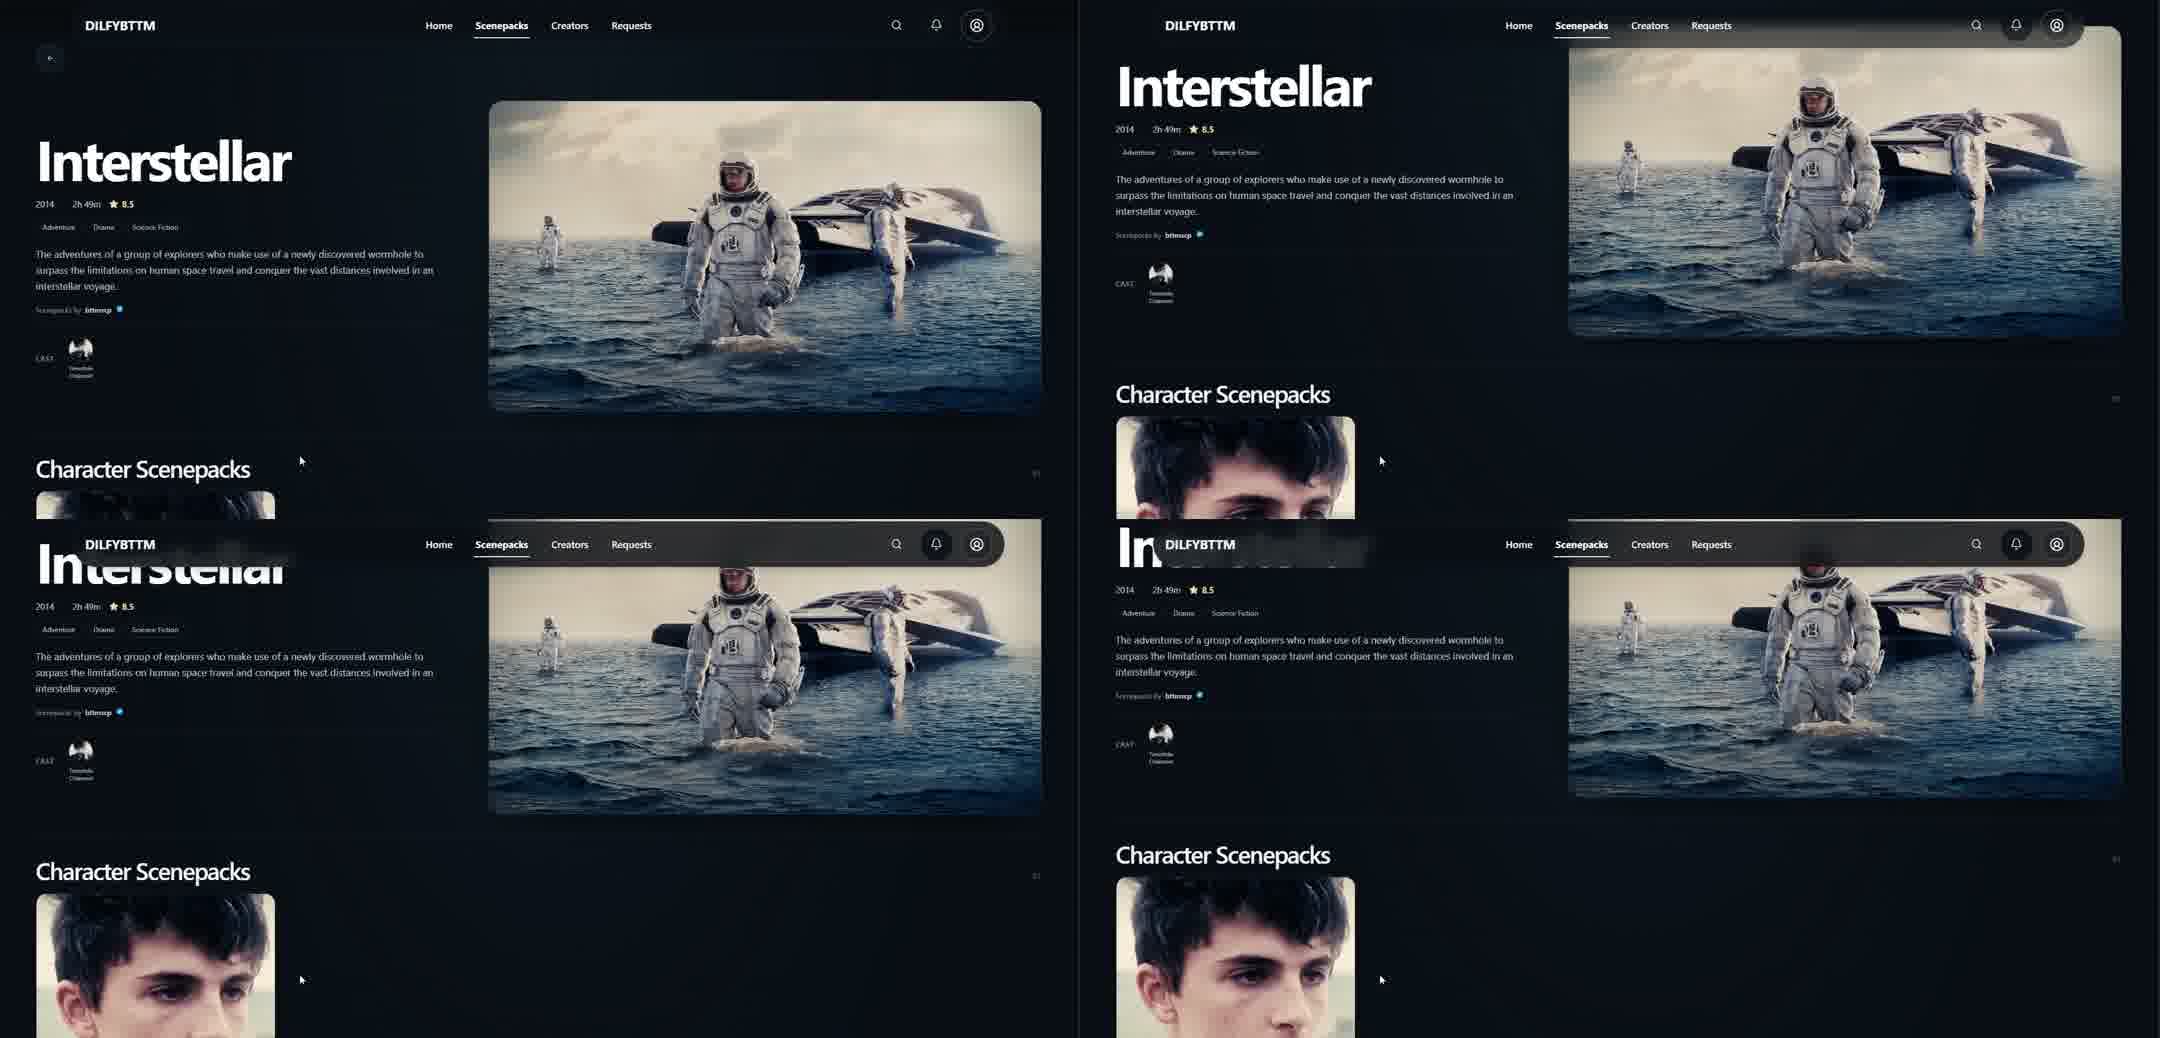 DILFYBTTM Home Scenepacks Creators Requests
Interstellar
2014 2h 49m ★ 8.5
Adventure Drama Science Fiction
The adventures of a group of explorers who make use of a newly discovered wormhole to
surpass the limitations on human space travel and conquer the vast distances involved in an
interstellar voyage.
Scenepacks by bttmscp
CAST
Character Scenepacks
DILFYBTTM Home Scenepacks Creators Requests
Interstellar
2014 2h 49m ★ 8.5
Adventure Drama Science Fiction
The adventures of a group of explorers who make use of a newly discovered wormhole to
surpass the limitations on human space travel and conquer the vast distances involved in an
interstellar voyage.
Scenepacks by bttmscp
CAST
Character Scenepacks
DILFYBTTM Home Scenepacks Creators Requests
Interstellar
2014 2h 49m ★ 8.5
Adventure Drama Science Fiction
The adventures of a group of explorers who make use of a newly discovered wormhole to
surpass the limitations on human space travel and conquer the vast distances involved in an
interstellar voyage.
Scenepacks by bttmscp
CAST
Character Scenepacks
DILFYBTTM Home Scenepacks Creators Requests
In
2014 2h 49m ★ 8.5
Adventure Drama Science Fiction
The adventures of a group of explorers who make use of a newly discovered wormhole to
surpass the limitations on human space travel and conquer the vast distances involved in an
interstellar voyage.
Scenepacks by bttmscp
CAST
Character Scenepacks